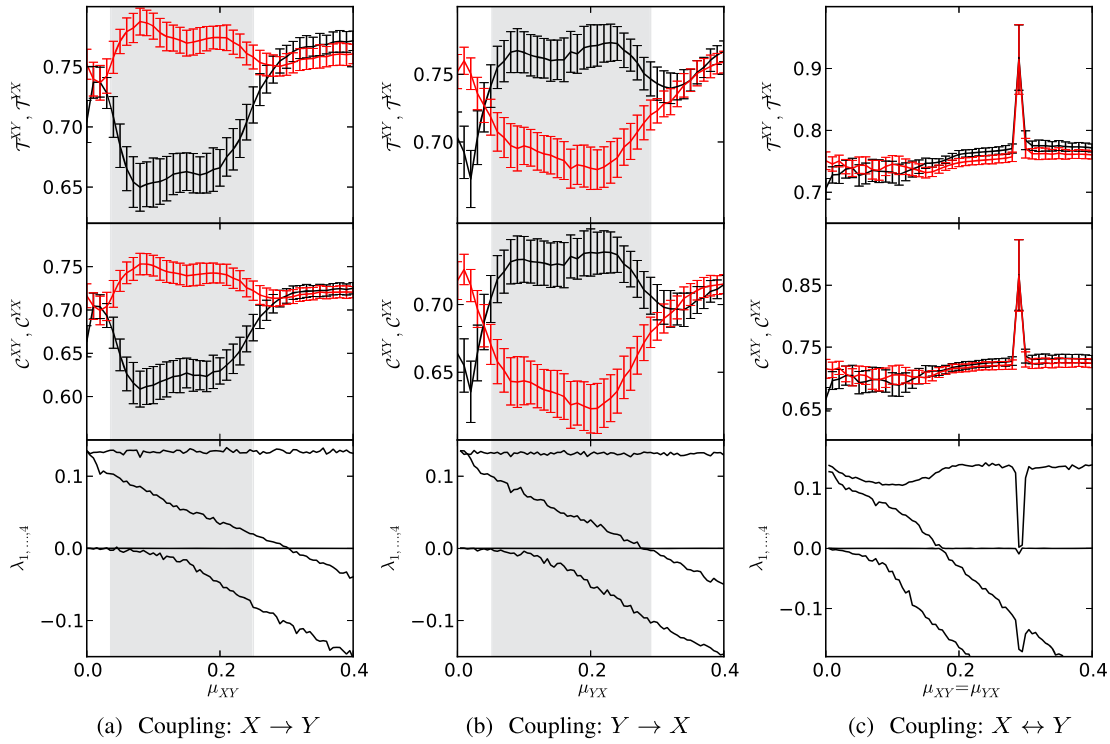 0.75
0.70
0.65
𝒯^{XY}, 𝒯^{YX}
0.75
0.70
𝒯^{XY}, 𝒯^{YX}
0.9
0.8
0.7
𝒯^{XY}, 𝒯^{YX}
0.75
0.70
0.65
0.60
𝒞^{XY}, 𝒞^{YX}
0.70
0.65
𝒞^{XY}, 𝒞^{YX}
0.85
0.75
0.65
𝒞^{XY}, 𝒞^{YX}
0.1
0.0
−0.1
λ_{1,...,4}
0.1
0.0
−0.1
λ_{1,...,4}
0.1
0.0
−0.1
λ_{1,...,4}
0.0 0.2 0.4
μ_{XY}
0.0 0.2 0.4
μ_{YX}
0.0 0.2 0.4
μ_{XY}=μ_{YX}
(a) Coupling: X → Y
(b) Coupling: Y → X
(c) Coupling: X ↔ Y